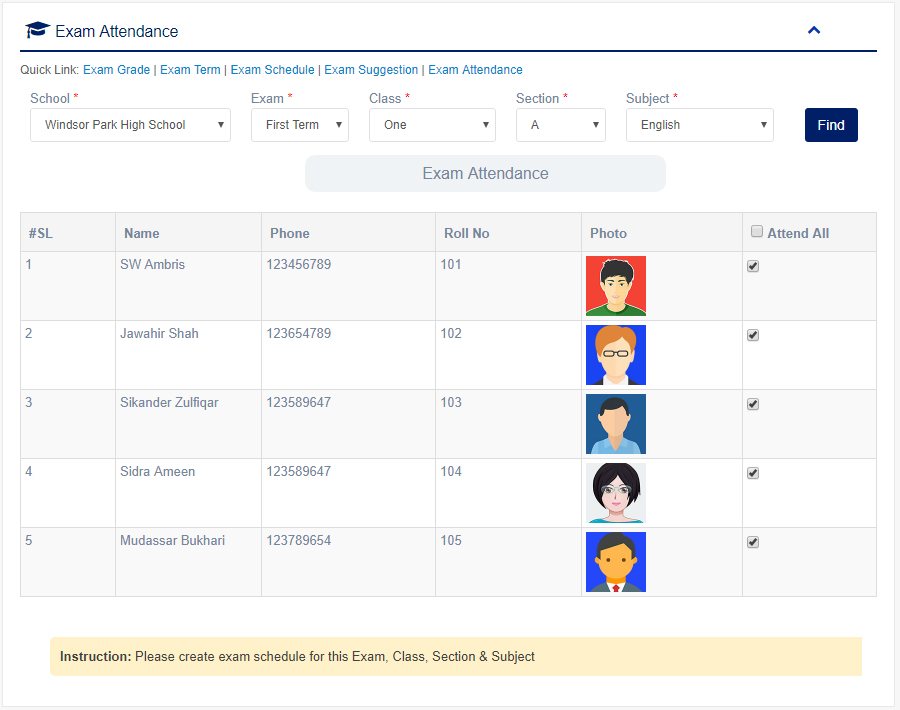 Exam Attendance
Quick Link: Exam Grade | Exam Term | Exam Schedule | Exam Suggestion | Exam Attendance
School * Exam * Class * Section * Subject *
Windsor Park High School First Term One A English Find
Exam Attendance
#SL Name Phone Roll No Photo Attend All
1 SW Ambris 123456789 101
2 Jawahir Shah 123654789 102
3 Sikander Zulfiqar 123589647 103
4 Sidra Ameen 123589647 104
5 Mudassar Bukhari 123789654 105
Instruction: Please create exam schedule for this Exam, Class, Section & Subject